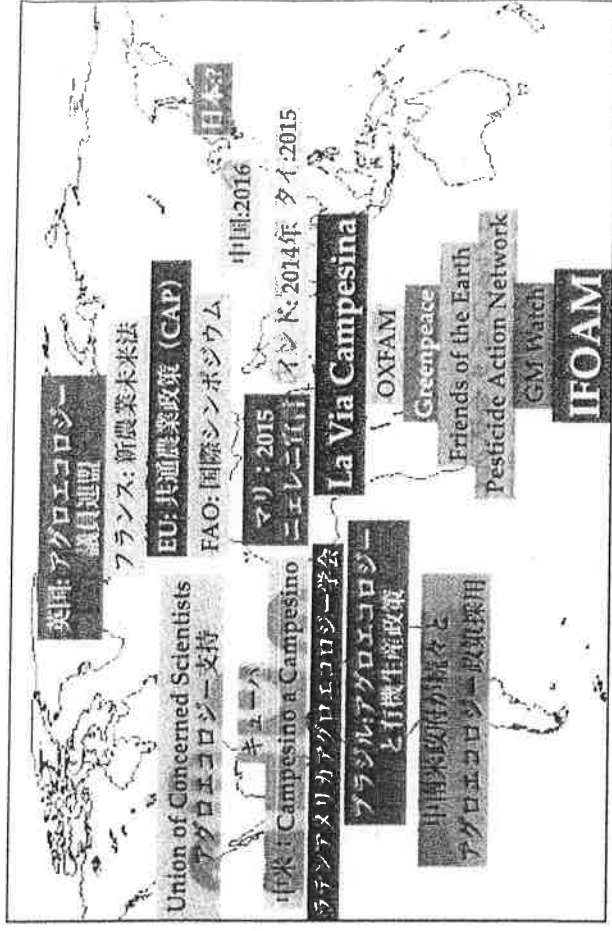 英国: アグロエコロジー
議員連盟
フランス: 新農業未来法
EU: 共通農業政策 (CAP)
FAO: 国際シンポジウム
Union of Concerned Scientists
アグロエコロジー支持
キューバ
中米: Campesino a Campesino
ラテンアメリカアグロエコロジー学会
ブラジル:アグロエコロジー
と有機生産政策
中南米政府が続々と
アグロエコロジー政策採用
マリ: 2015
ニエレニ宣言
中国:2016
日本?
インド: 2014年 タイ:2015
La Via Campesina
OXFAM
Greenpeace
Friends of the Earth
Pesticide Action Network
GM Watch
IFOAM